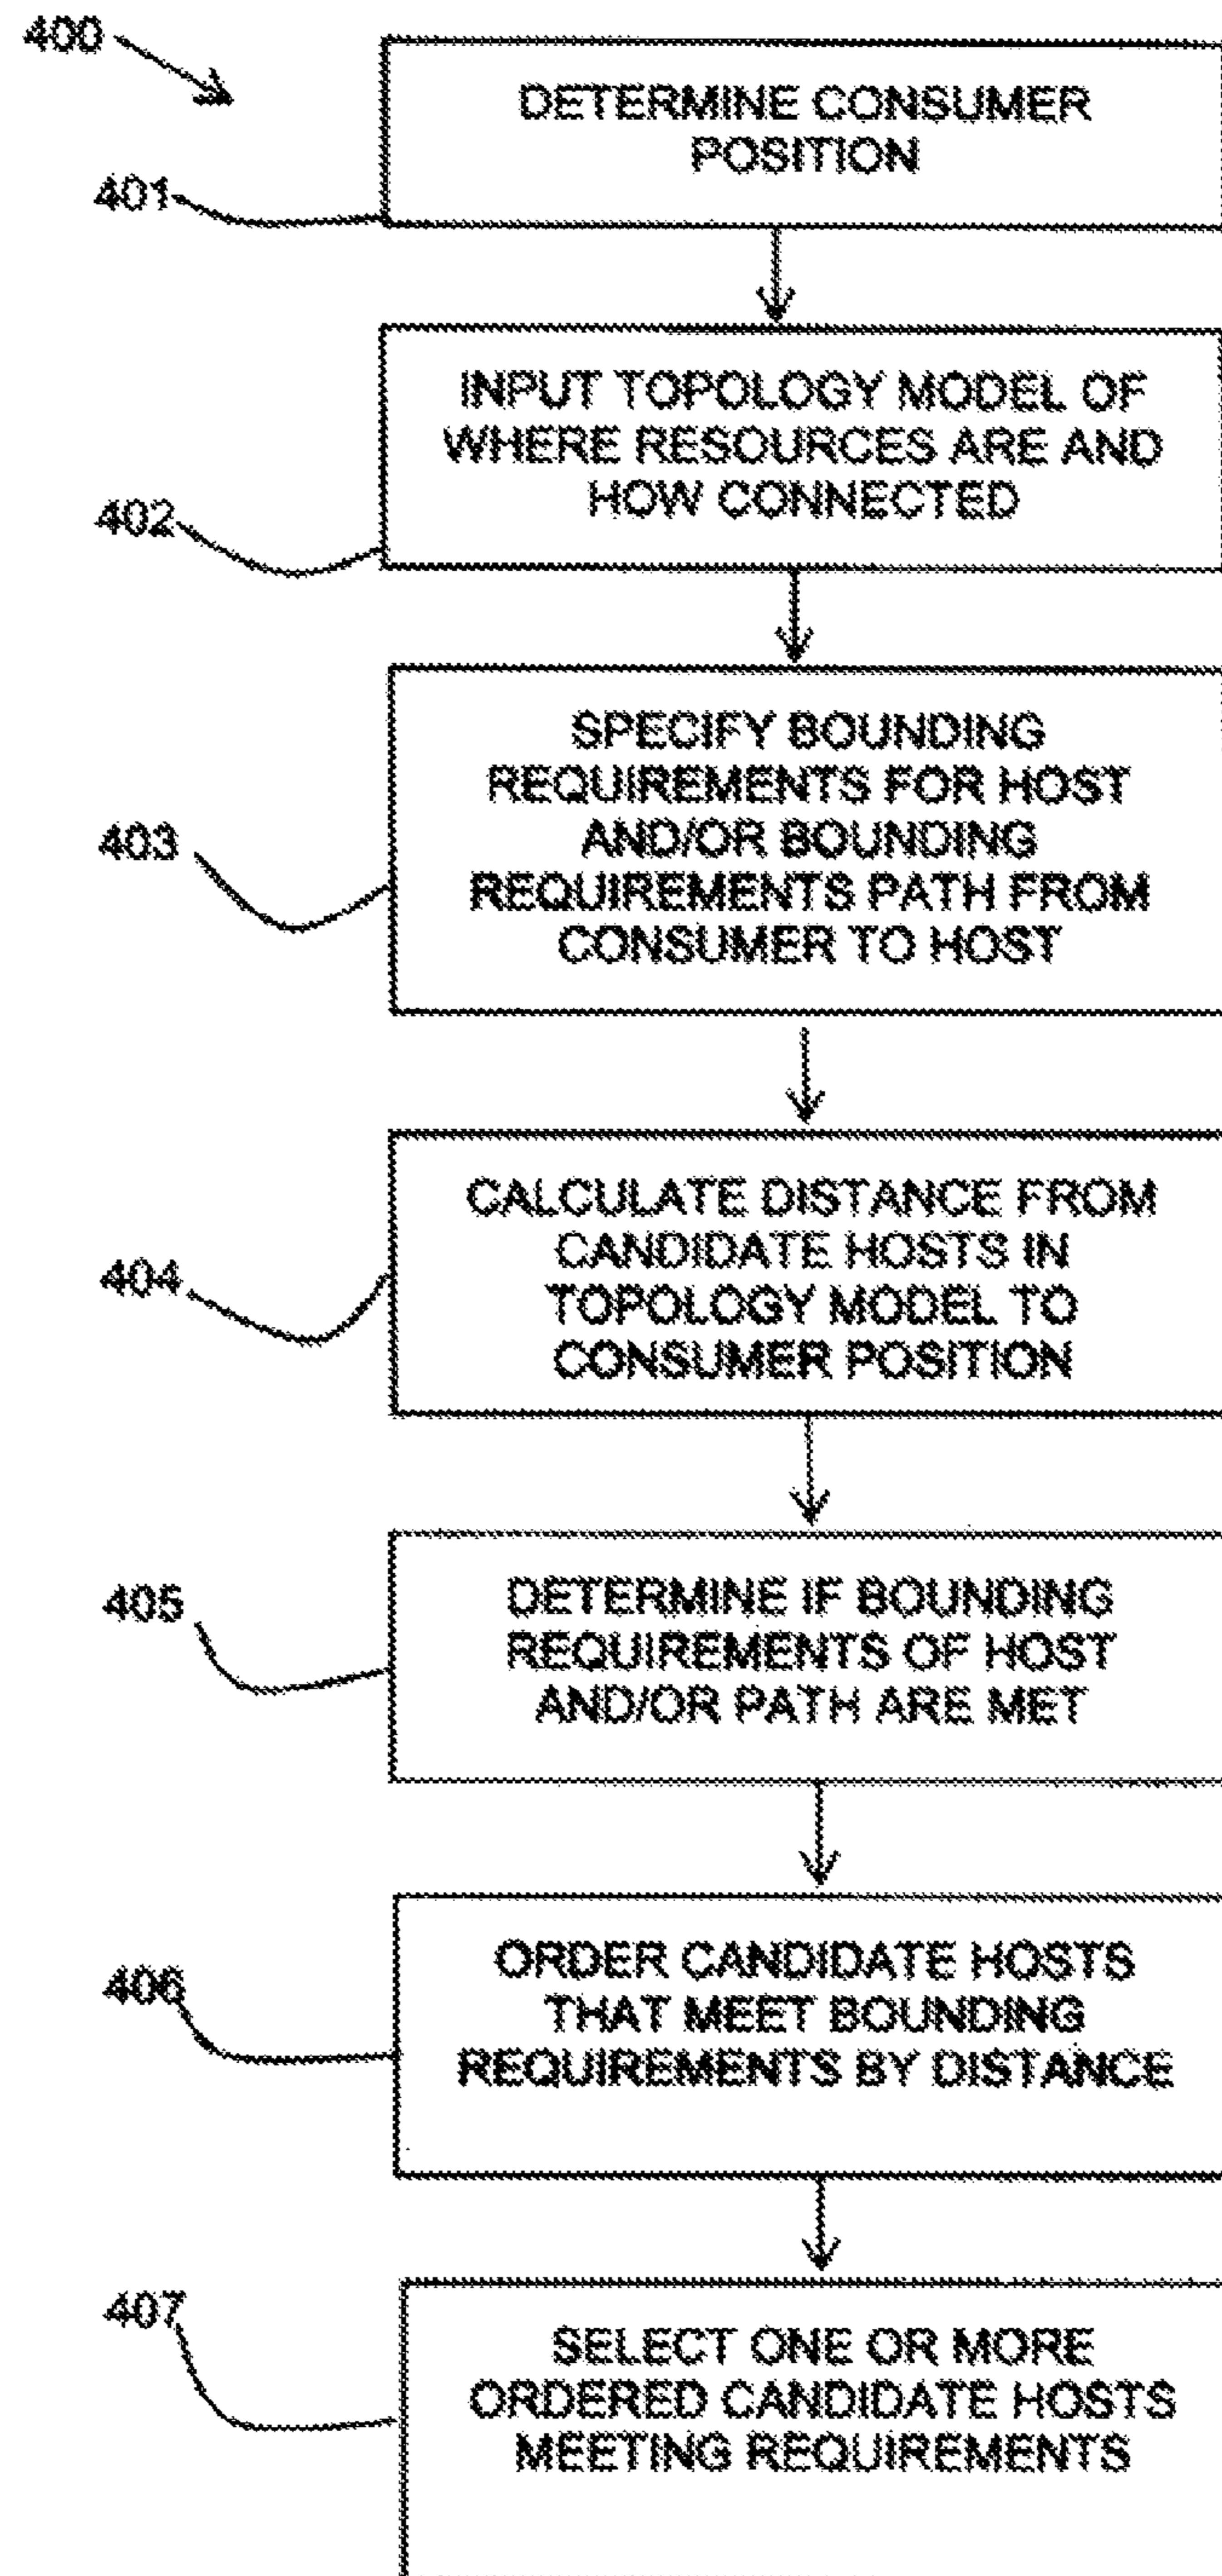 400
DETERMINE CONSUMER
POSITION
401
INPUT TOPOLOGY MODEL OF
WHERE RESOURCES ARE AND
HOW CONNECTED
402
SPECIFY BOUNDING
REQUIREMENTS FOR HOST
AND/OR BOUNDING
REQUIREMENTS PATH FROM
CONSUMER TO HOST
403
CALCULATE DISTANCE FROM
CANDIDATE HOSTS IN
TOPOLOGY MODEL TO
CONSUMER POSITION
404
DETERMINE IF BOUNDING
REQUIREMENTS OF HOST
AND/OR PATH ARE MET
405
ORDER CANDIDATE HOSTS
THAT MEET BOUNDING
REQUIREMENTS BY DISTANCE
406
SELECT ONE OR MORE
ORDERED CANDIDATE HOSTS
MEETING REQUIREMENTS
407